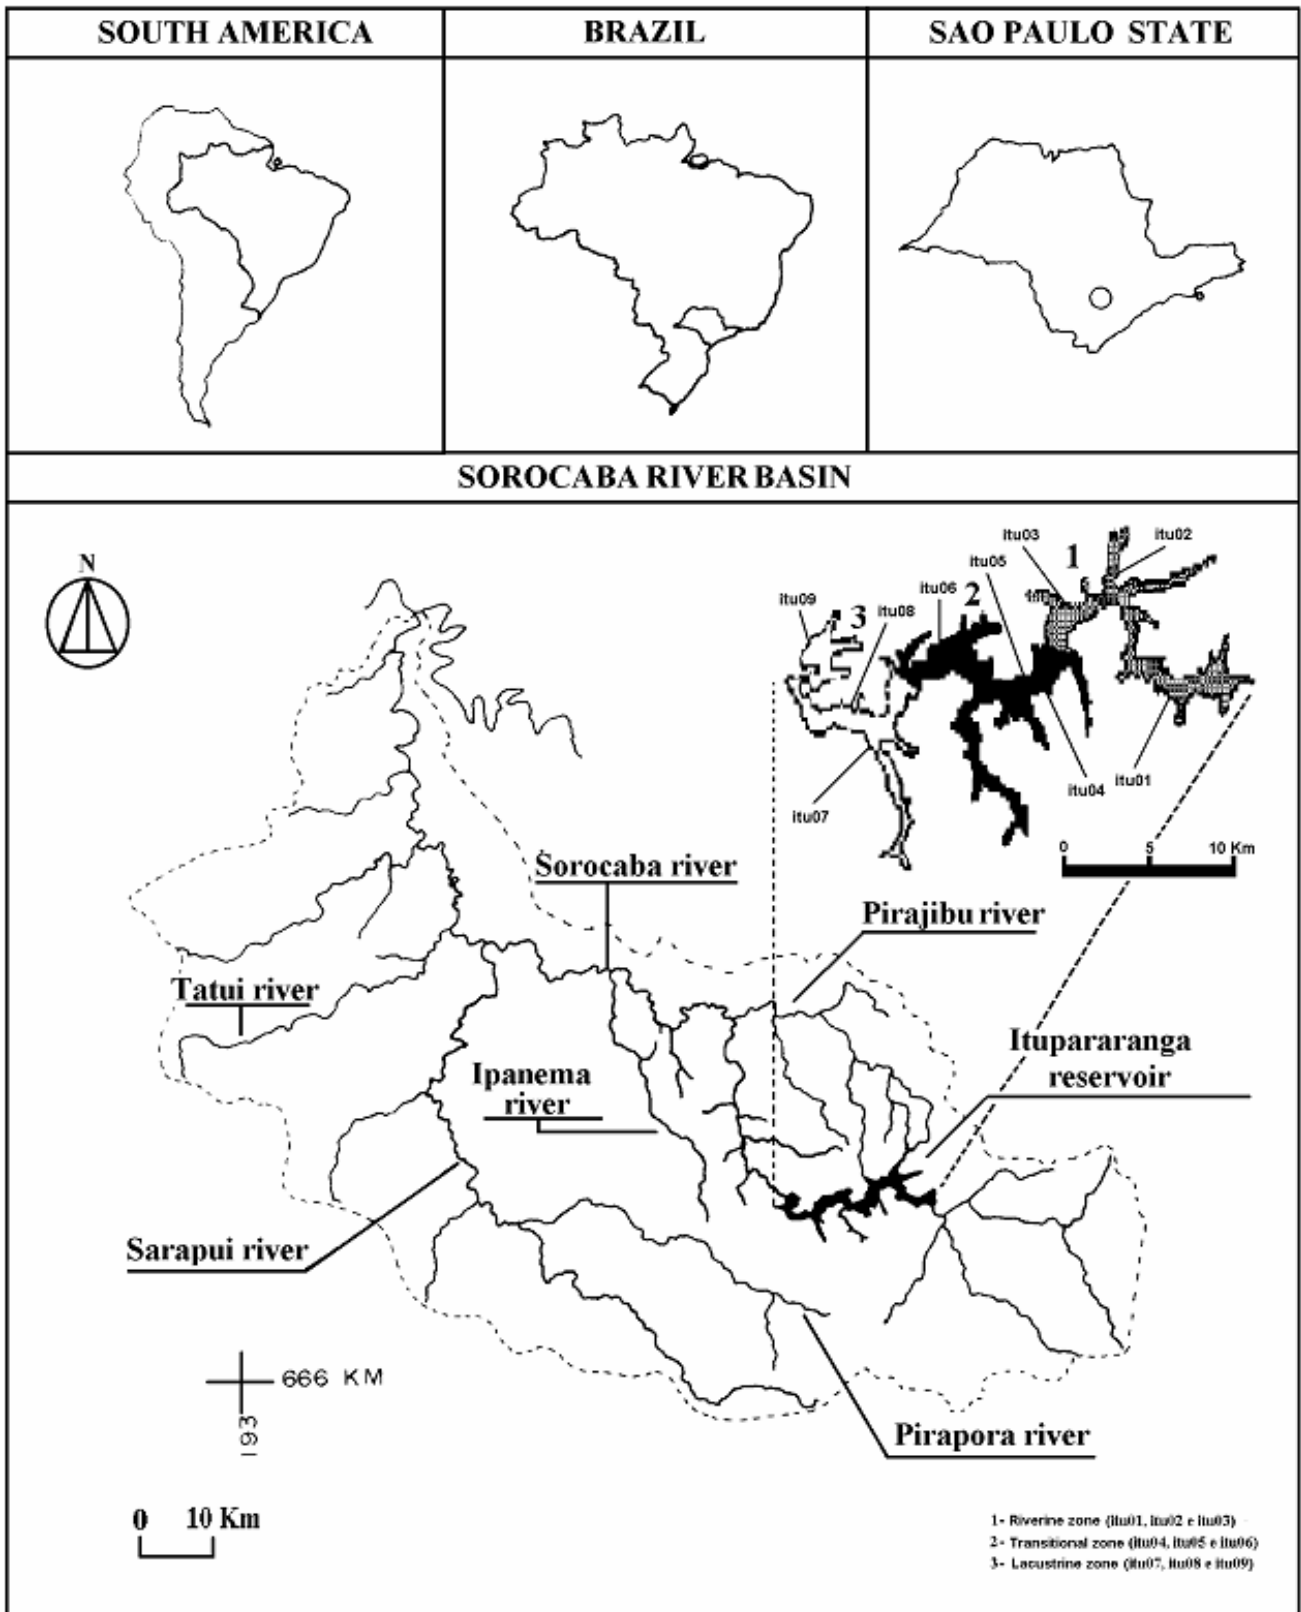 SOUTH AMERICA
BRAZIL
SAO PAULO STATE
SOROCABA RIVER BASIN
N
itu03
1
itu02
itu05
itu06
2
itu09
3
itu08
itu04
itu01
itu07
0 5 10 Km
Sorocaba river
Pirajibu river
Tatui river
Itupararanga
reservoir
Ipanema
river
Sarapui river
666 KM
193
Pirapora river
0 10 Km
1- Riverine zone (itu01, itu02 e itu03)
2- Transitional zone (itu04, itu05 e itu06)
3- Lacustrine zone (itu07, itu08 e itu09)